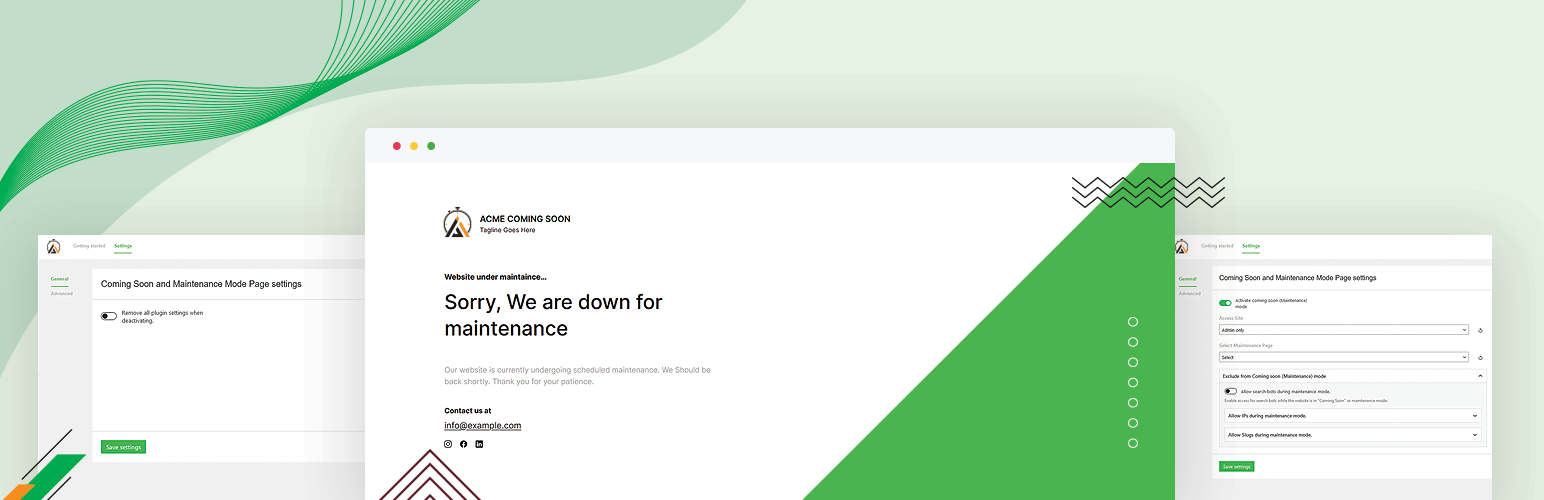 Getting started Settings
General
Advanced
Coming Soon and Maintenance Mode Page settings
Remove all plugin settings when
deactivating.
Save settings
ACME COMING SOON
Tagline Goes Here
Website under maintaince...
Sorry, We are down for
maintenance
Our website is currently undergoing scheduled maintenance. We Should be
back shortly. Thank you for your patience.
Contact us at
info@example.com
Getting started Settings
General
Advanced
Coming Soon and Maintenance Mode Page settings
Activate coming soon (Maintenance)
mode
Access Site
Admin only
Select Maintenance Page
Select
Exclude from Coming soon (Maintenance) mode
Allow search bots during maintenance mode.
Enable access for search bots while the website is in "Coming Soon" or maintenance mode.
Allow IPs during maintenance mode.
Allow Slugs during maintenance mode.
Save settings